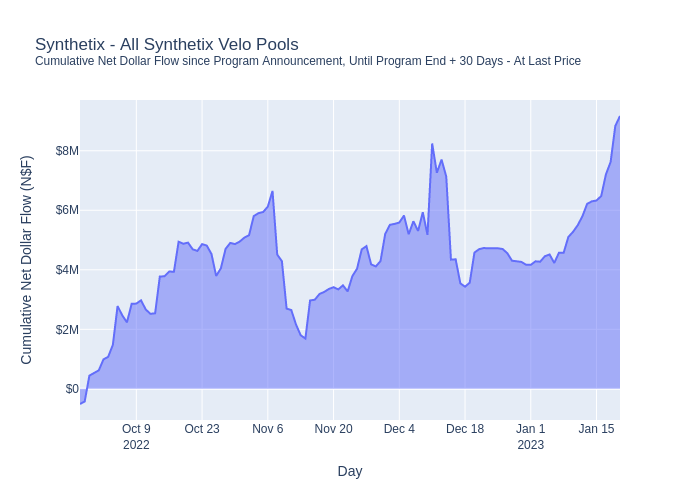 Synthetix - All Synthetix Velo Pools
Cumulative Net Dollar Flow since Program Announcement, Until Program End + 30 Days - At Last Price
Cumulative Net Dollar Flow (N$F)
$8M
$6M
$4M
$2M
$0
Oct 9
2022
Oct 23
Nov 6
Nov 20
Dec 4
Dec 18
Jan 1
2023
Jan 15
Day